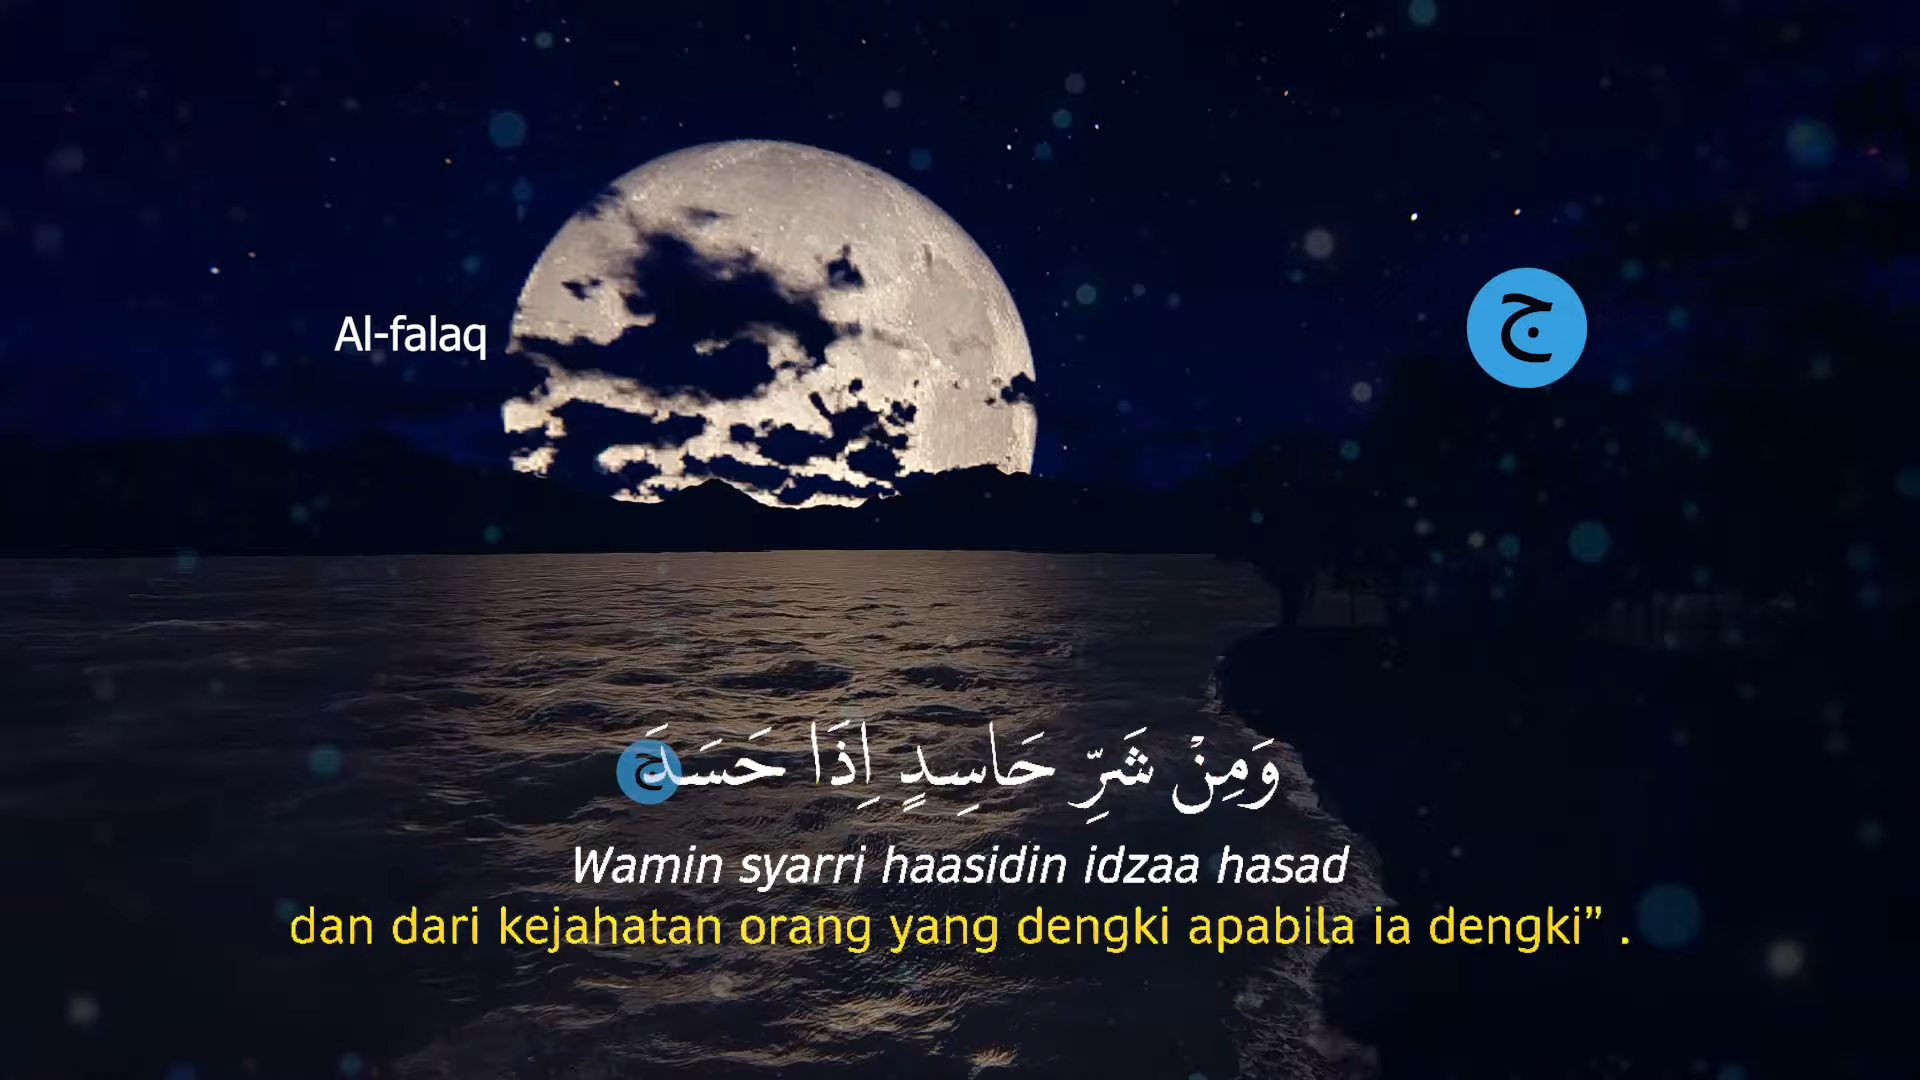 Al-falaq
ج
وَمِنْ شَرِّ حَاسِدٍ اِذَا حَسَدَ ج
Wamin syarri haasidin idzaa hasad
dan dari kejahatan orang yang dengki apabila ia dengki” .